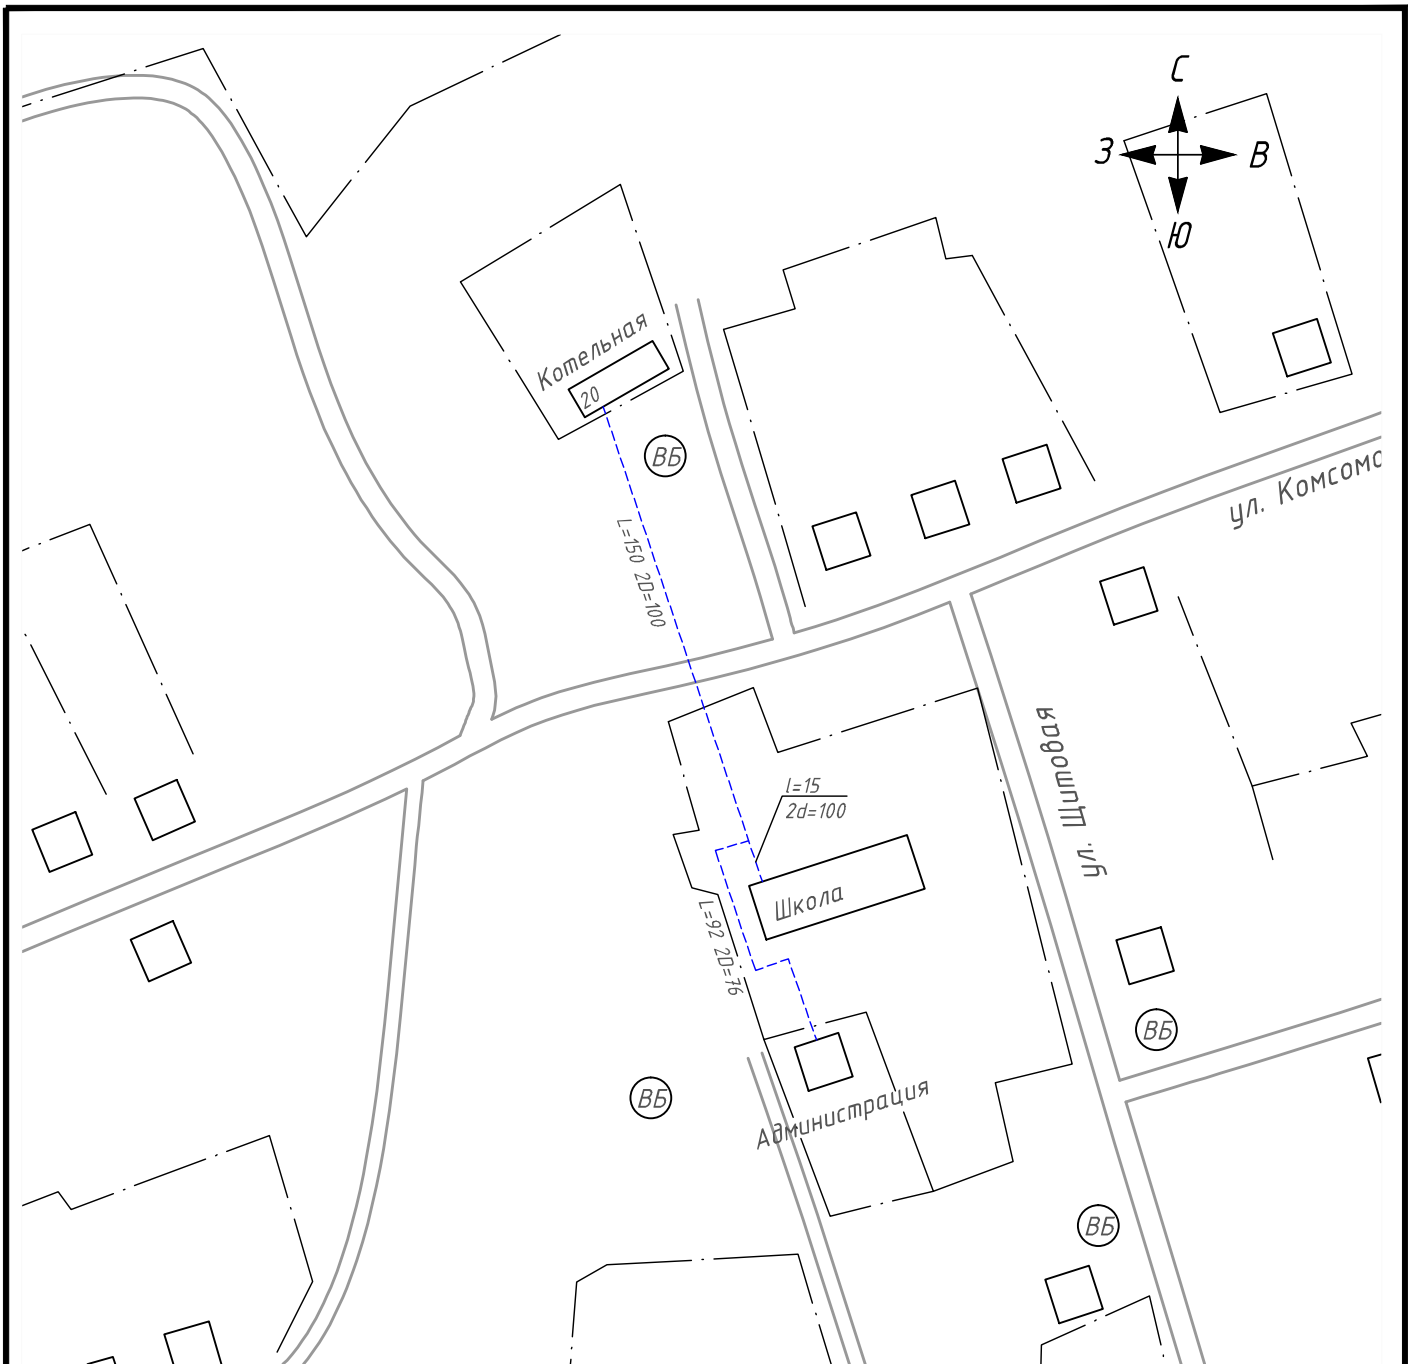 С
З
В
Ю
Котельная
20
ВБ
ул. Комсомо
L=150 2D=100
ул. Шитовая
l=15
2d=100
Школа
L=92 2D=76
ВБ
ВБ
Администрация
ВБ